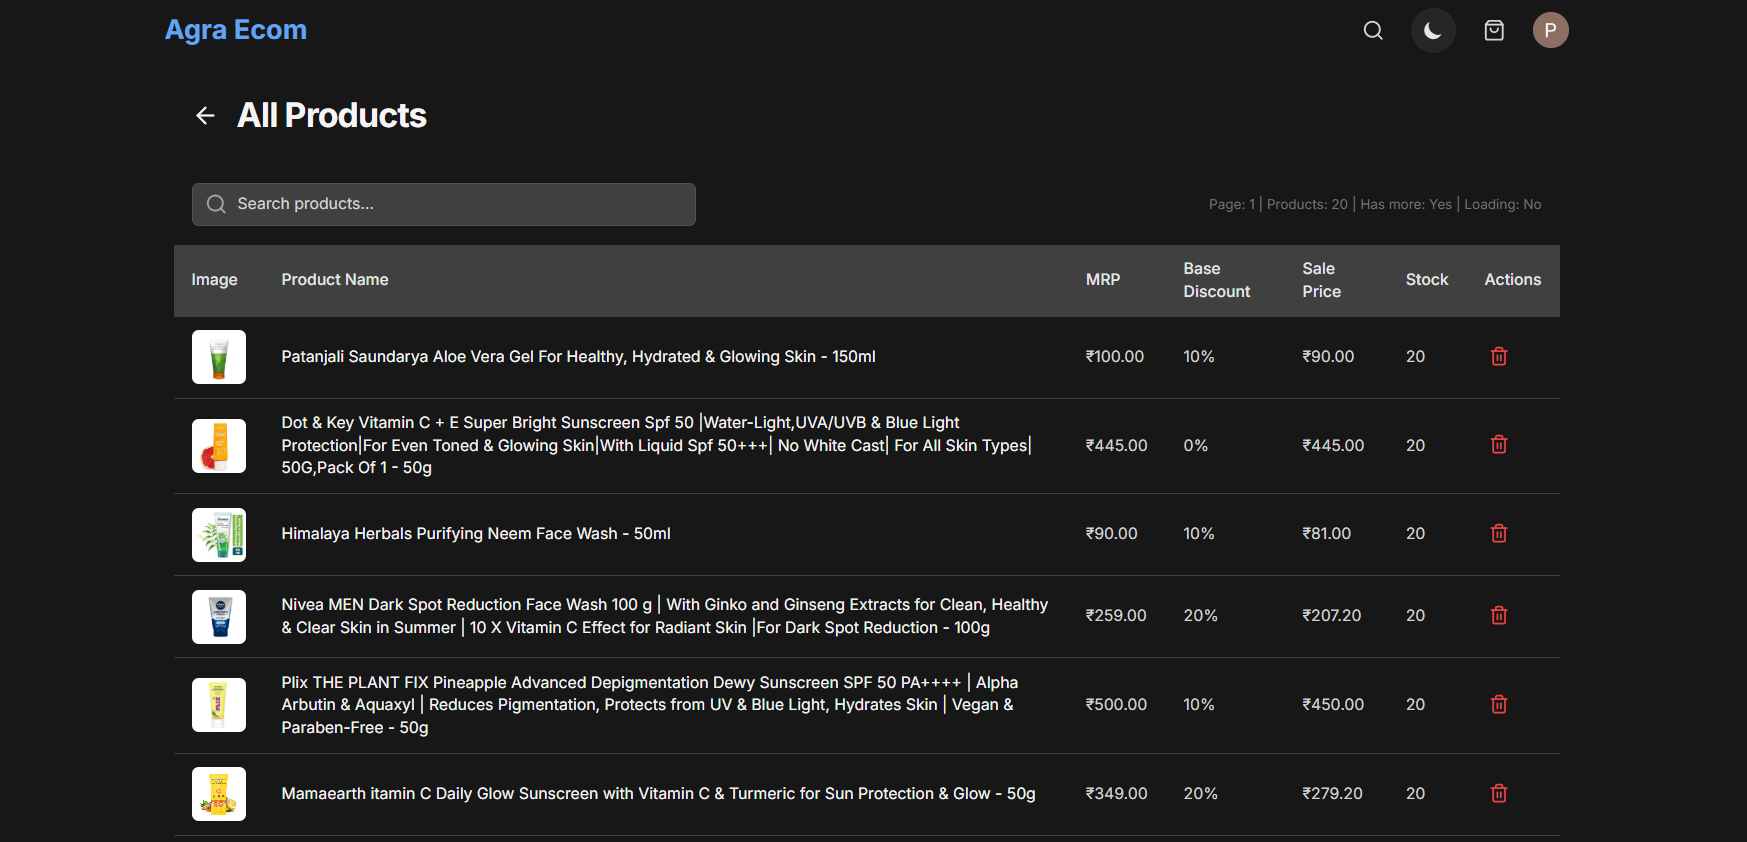 Agra Ecom
P
All Products
Search products...
Page: 1 | Products: 20 | Has more: Yes | Loading: No
Image Product Name MRP Base Discount Sale Price Stock Actions
Patanjali Saundarya Aloe Vera Gel For Healthy, Hydrated & Glowing Skin - 150ml ₹100.00 10% ₹90.00 20
Dot & Key Vitamin C + E Super Bright Sunscreen Spf 50 |Water-Light,UVA/UVB & Blue Light
Protection|For Even Toned & Glowing Skin|With Liquid Spf 50+++| No White Cast| For All Skin Types|
50G,Pack Of 1 - 50g
₹445.00 0% ₹445.00 20
Himalaya Herbals Purifying Neem Face Wash - 50ml ₹90.00 10% ₹81.00 20
Nivea MEN Dark Spot Reduction Face Wash 100 g | With Ginko and Ginseng Extracts for Clean, Healthy
& Clear Skin in Summer | 10 X Vitamin C Effect for Radiant Skin |For Dark Spot Reduction - 100g
₹259.00 20% ₹207.20 20
Plix THE PLANT FIX Pineapple Advanced Depigmentation Dewy Sunscreen SPF 50 PA++++ | Alpha
Arbutin & Aquaxyl | Reduces Pigmentation, Protects from UV & Blue Light, Hydrates Skin | Vegan &
Paraben-Free - 50g
₹500.00 10% ₹450.00 20
Mamaearth itamin C Daily Glow Sunscreen with Vitamin C & Turmeric for Sun Protection & Glow - 50g ₹349.00 20% ₹279.20 20